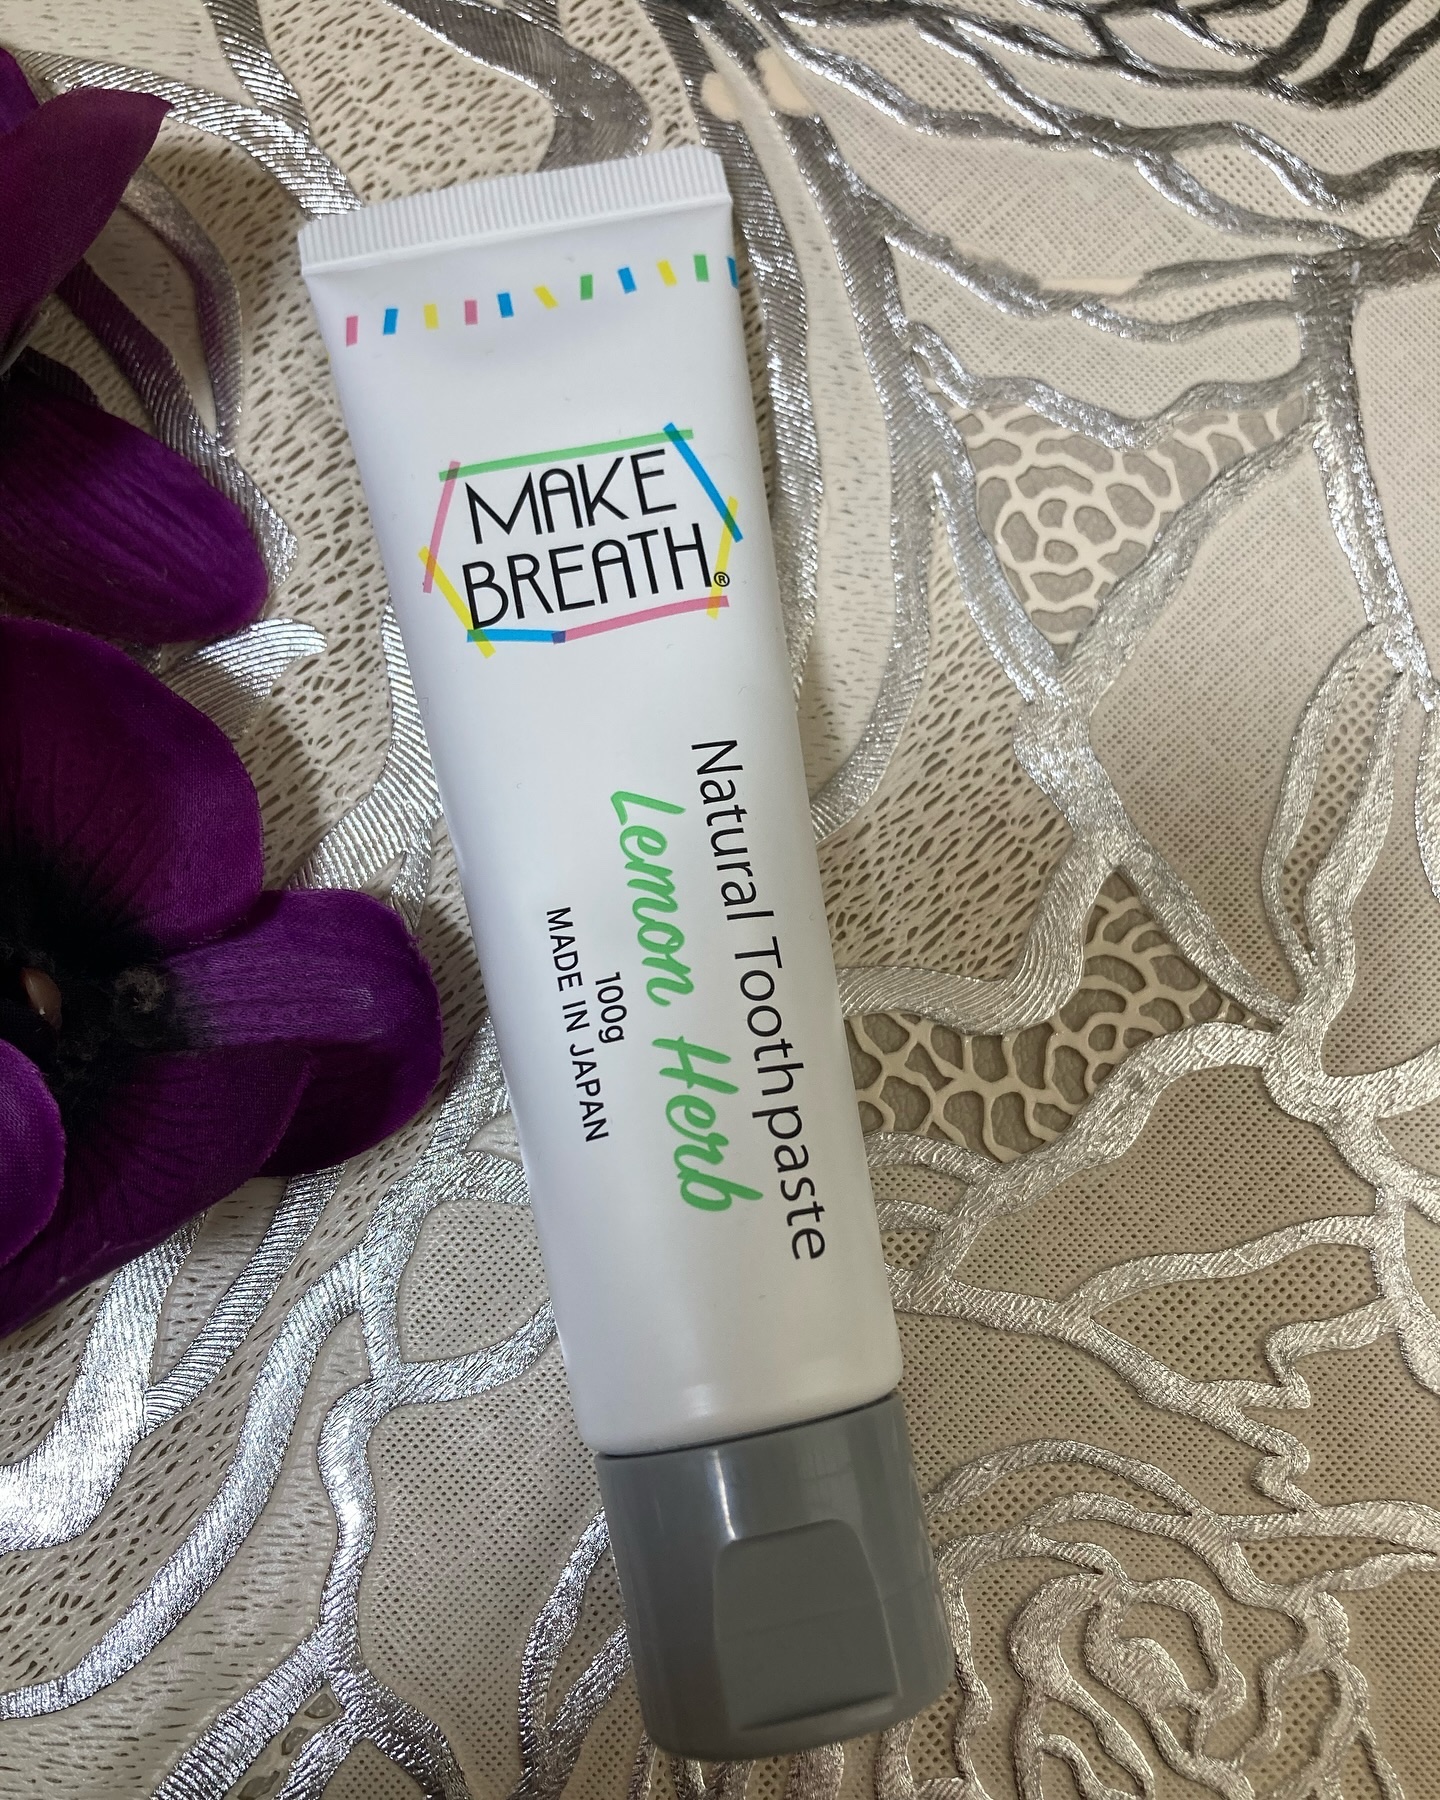 MAKE
BREATH®
Natural Toothpaste
Lemon Herb
100g
MADE IN JAPAN